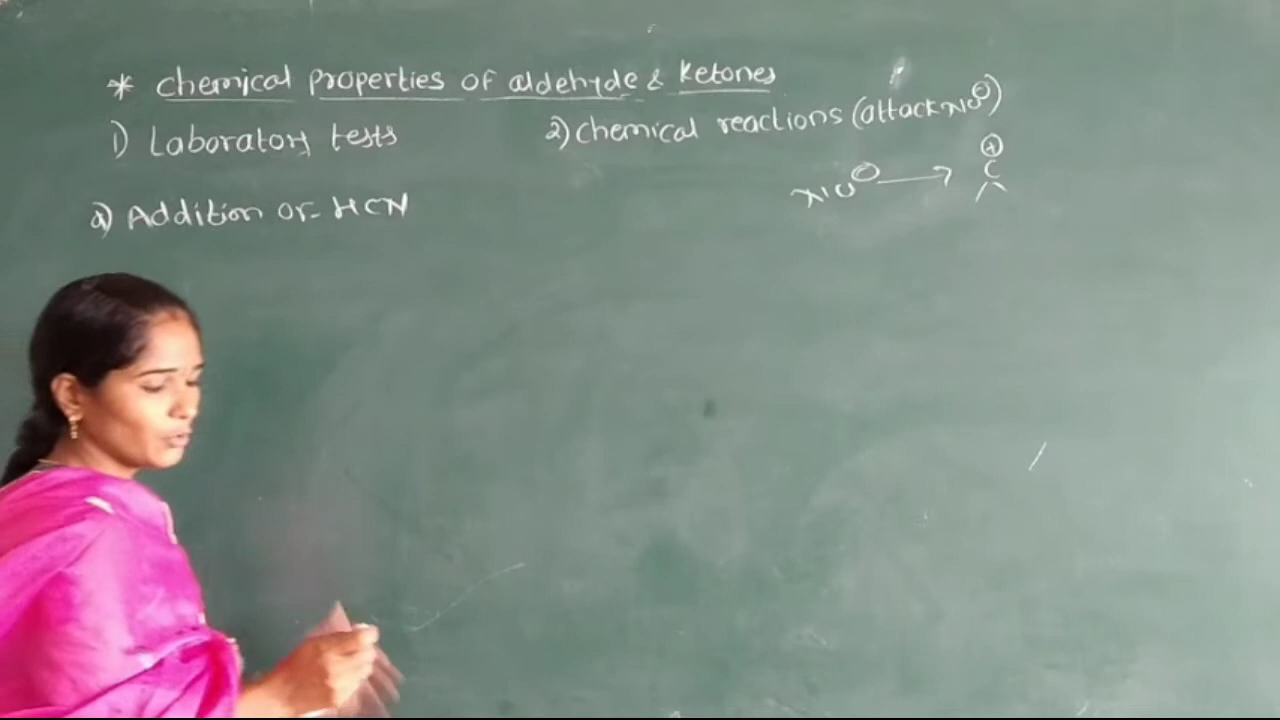 * chemical properties of aldehyde & Ketones
1) Laboratory tests
2) Chemical reactions (attack Nu⊖)
Nu⊖ → C⊕
a) Addition of HCN